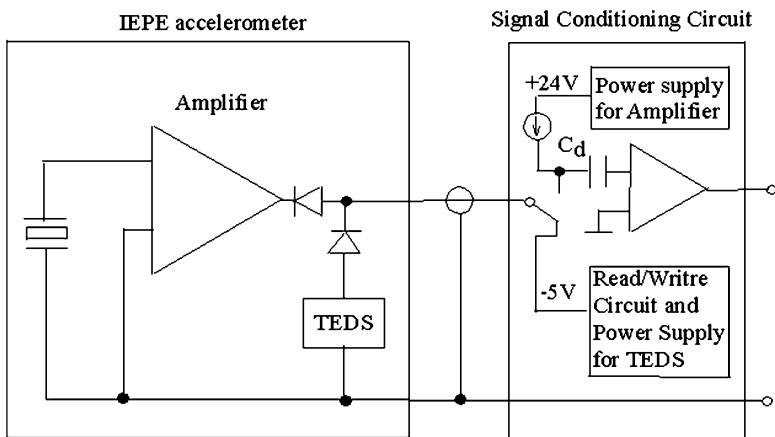 IEPE accelerometer
Signal Conditioning Circuit
Amplifier
+24V
Power supply
for Amplifier
Cd
-5V
Read/Writre
Circuit and
Power Supply
for TEDS
TEDS